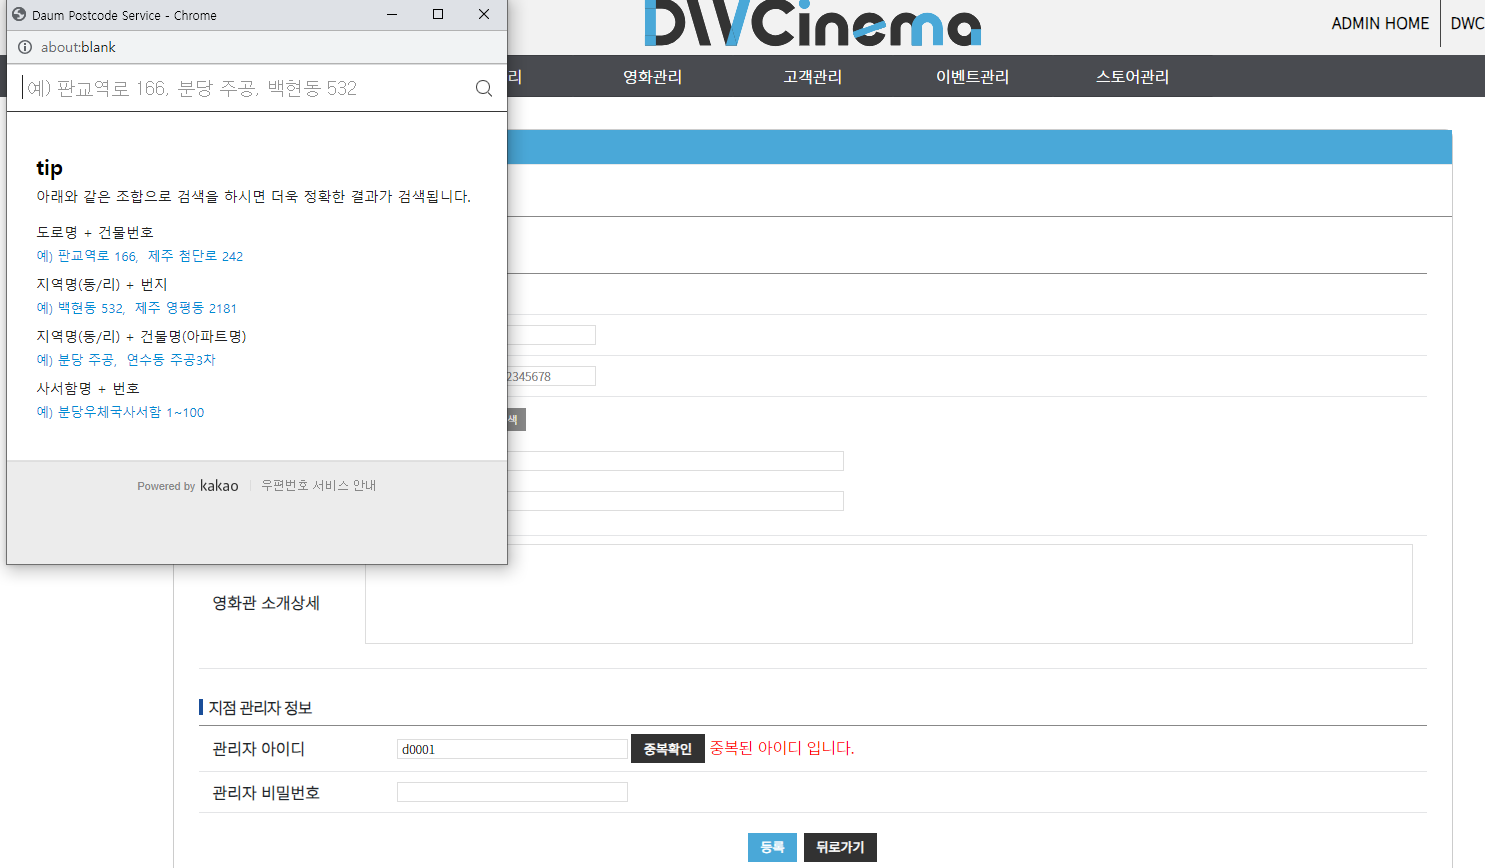 Daum Postcode Service - Chrome
about:blank
예) 판교역로 166, 분당 주공, 백현동 532
tip
아래와 같은 조합으로 검색을 하시면 더욱 정확한 결과가 검색됩니다.
도로명 + 건물번호
예) 판교역로 166, 제주 첨단로 242
지역명(동/리) + 번지
예) 백현동 532, 제주 영평동 2181
지역명(동/리) + 건물명(아파트명)
예) 분당 주공, 연수동 주공3차
사서함명 + 번호
예) 분당우체국사서함 1~100
Powered by kakao 우편번호 서비스 안내
DWCinema
ADMIN HOME DWC
리 영화관리 고객관리 이벤트관리 스토어관리
2345678
색
영화관 소개상세
지점 관리자 정보
관리자 아이디 d0001 중복확인 중복된 아이디 입니다.
관리자 비밀번호
등록 뒤로가기